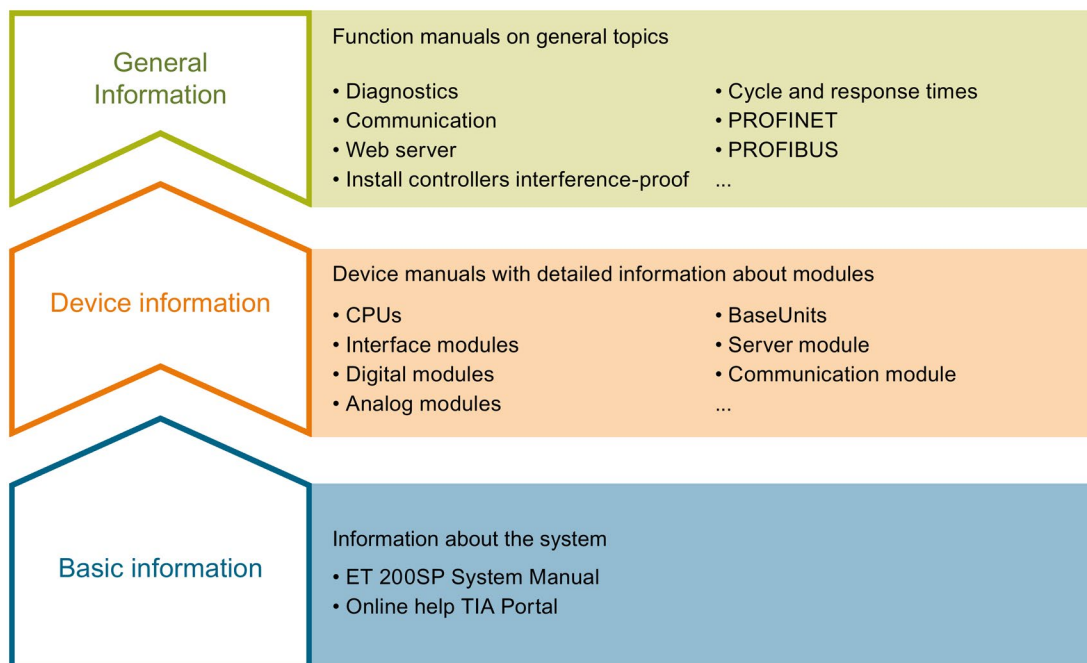 General
Information
Function manuals on general topics
• Diagnostics
• Communication
• Web server
• Install controllers interference-proof
• Cycle and response times
• PROFINET
• PROFIBUS
...
Device information
Device manuals with detailed information about modules
• CPUs
• Interface modules
• Digital modules
• Analog modules
• BaseUnits
• Server module
• Communication module
...
Basic information
Information about the system
• ET 200SP System Manual
• Online help TIA Portal